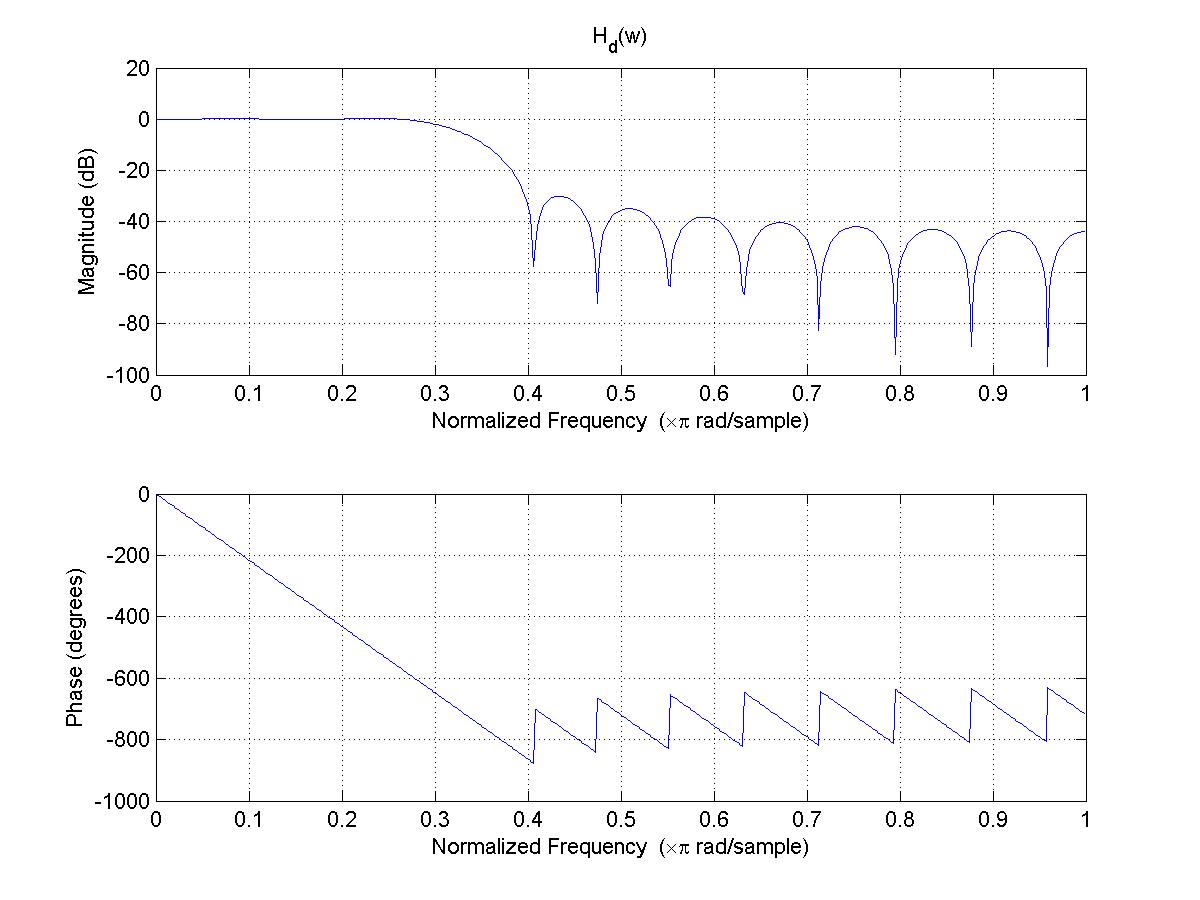 H_d(w)
20
0
-20
-40
-60
-80
-100
Magnitude (dB)
0 0.1 0.2 0.3 0.4 0.5 0.6 0.7 0.8 0.9 1
Normalized Frequency (×π rad/sample)
0
-200
-400
-600
-800
-1000
Phase (degrees)
0 0.1 0.2 0.3 0.4 0.5 0.6 0.7 0.8 0.9 1
Normalized Frequency (×π rad/sample)